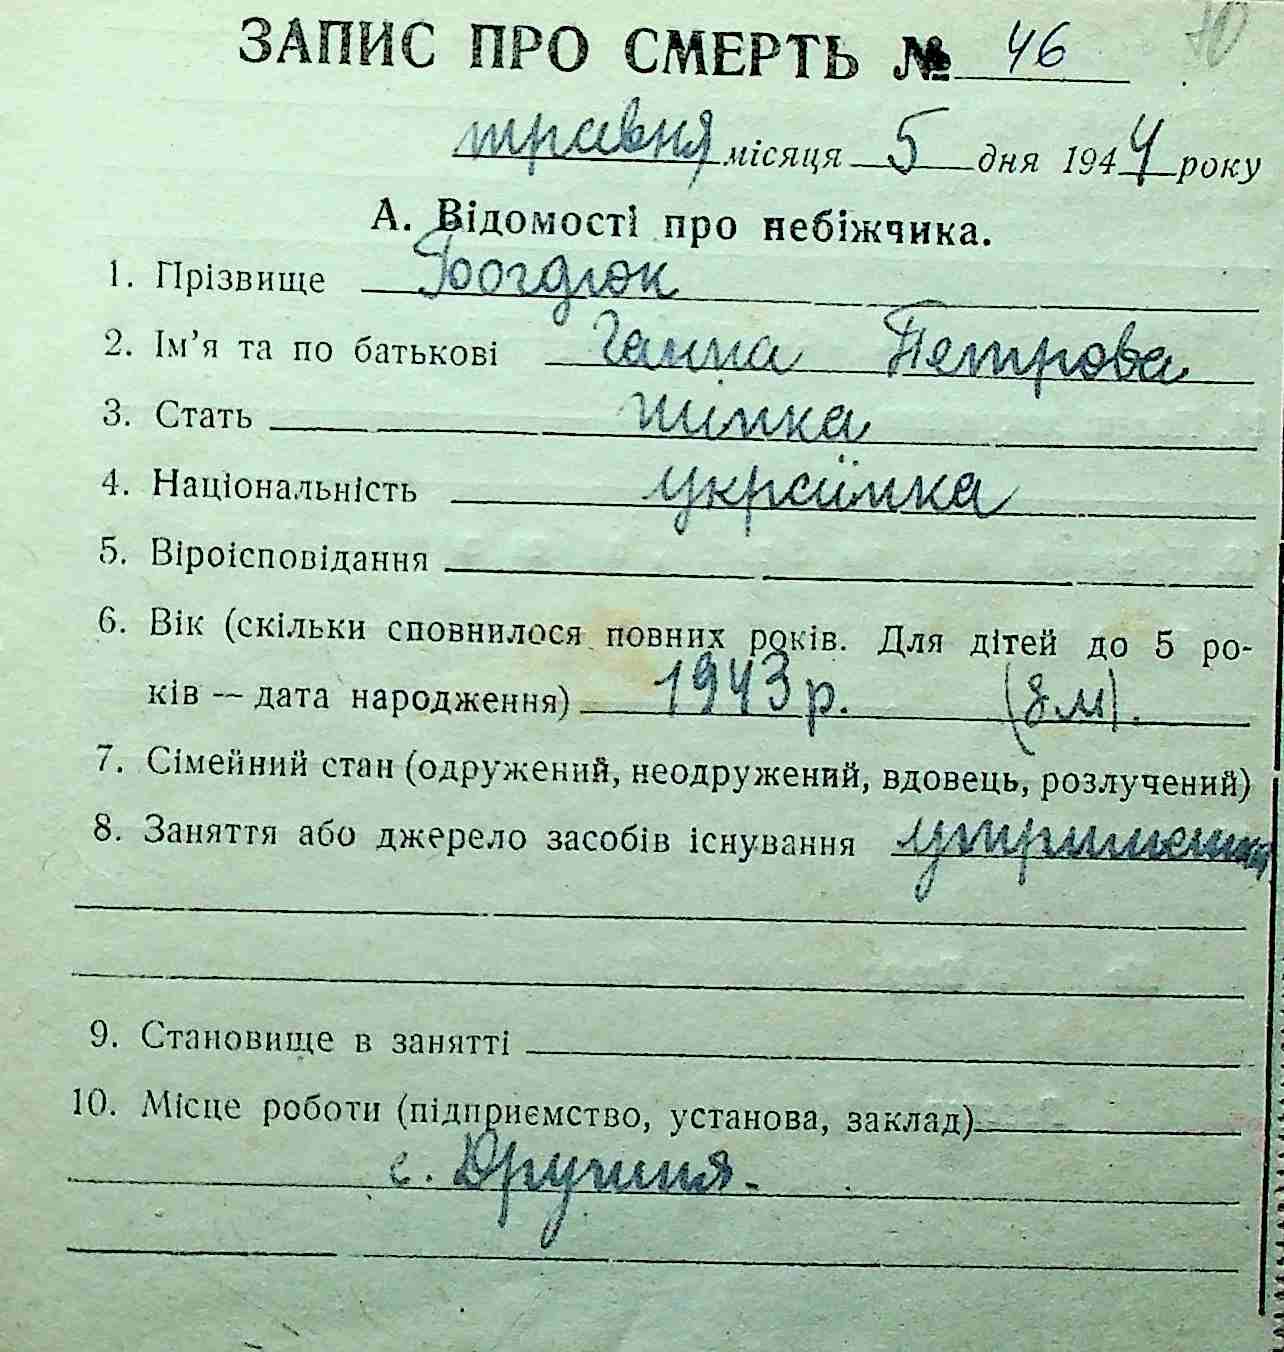 ЗАПИС ПРО СМЕРТЬ № 46
травня місяця 5 дня 1944 року
А. Відомості про небіжчика.
1. Прізвище Богдюк
2. Ім'я та по батькові Ганна Петрова
3. Стать жінка
4. Національність українка
5. Віроісповідання
6. Вік (скільки сповнилося повних років. Для дітей до 5 ро-
ків — дата народження) 1943 р. (8 м).
7. Сімейний стан (одружений, неодружений, вдовець, розлучений)
8. Заняття або джерело засобів існування
9. Становище в занятті
10. Місце роботи (підприємство, установа, заклад)
с. Друхиня.